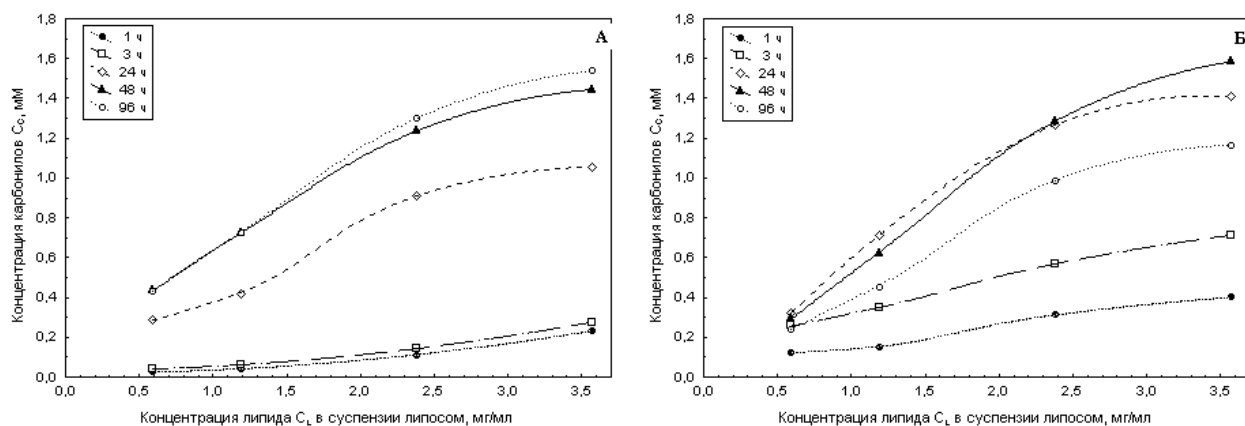 А
1 ч
3 ч
24 ч
48 ч
96 ч
Концентрация карбонилов Cc, мМ
1,8
1,6
1,4
1,2
1,0
0,8
0,6
0,4
0,2
0,0
0,0 0,5 1,0 1,5 2,0 2,5 3,0 3,5
Концентрация липида CL в суспензии липосом, мг/мл
Б
1 ч
3 ч
24 ч
48 ч
96 ч
Концентрация карбонилов Cc, мМ
1,8
1,6
1,4
1,2
1,0
0,8
0,6
0,4
0,2
0,0
0,0 0,5 1,0 1,5 2,0 2,5 3,0 3,5
Концентрация липида CL в суспензии липосом, мг/мл